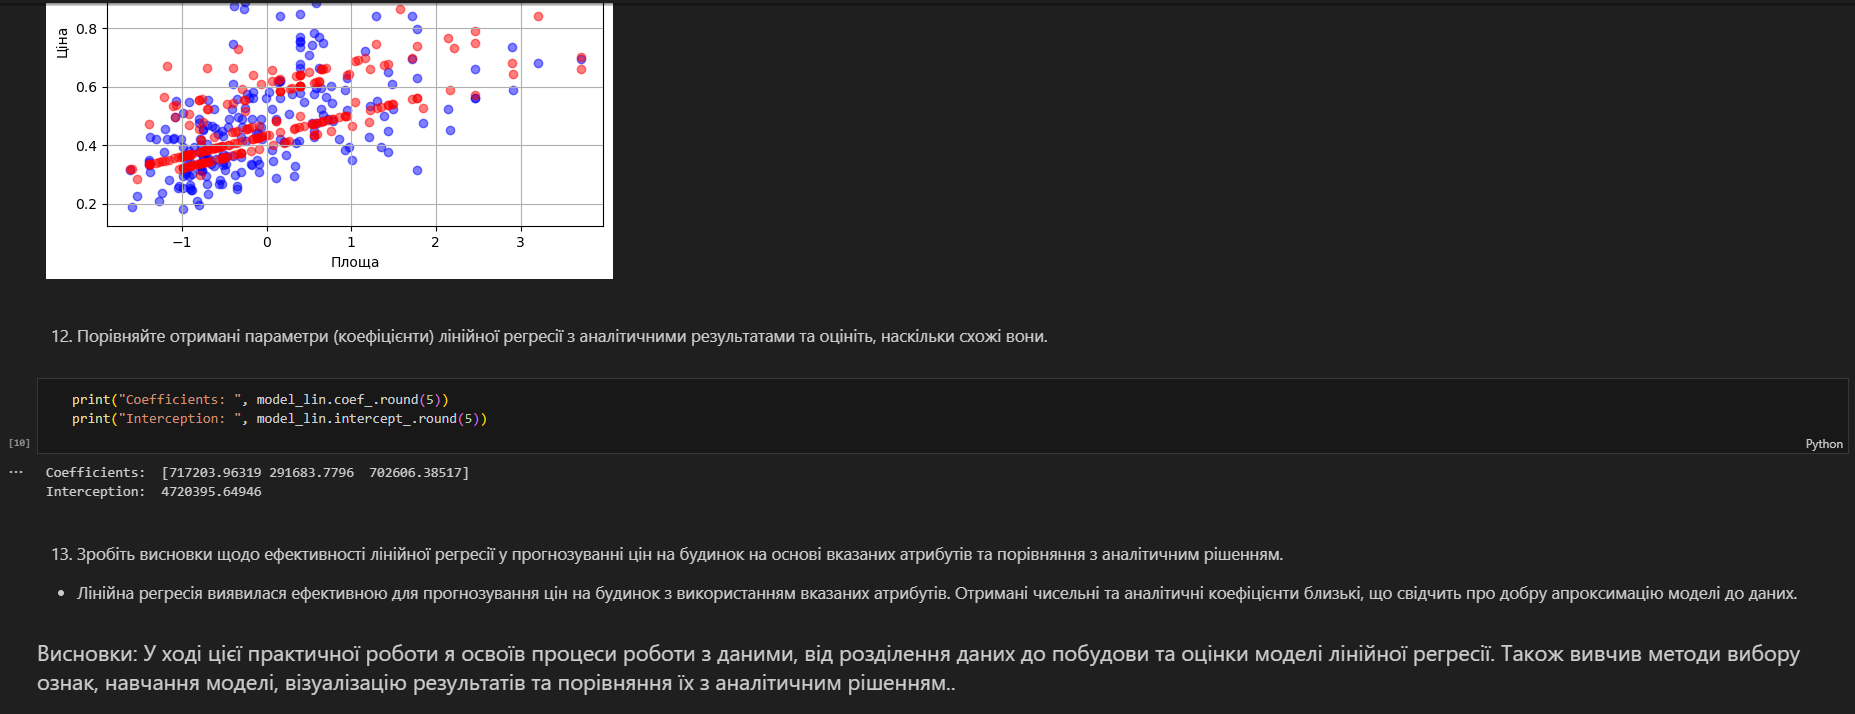 0.8
Ціна
0.6
0.4
0.2
−1 0 1 2 3
Площа
12. Порівняйте отримані параметри (коефіцієнти) лінійної регресії з аналітичними результатами та оцініть, наскільки схожі вони.
print("Coefficients: ", model_lin.coef_.round(5))
print("Interception: ", model_lin.intercept_.round(5))
[10]
Python
...
Coefficients:  [717203.96319 291683.7796  702606.38517]
Interception:  4720395.64946
13. Зробіть висновки щодо ефективності лінійної регресії у прогнозуванні цін на будинок на основі вказаних атрибутів та порівняння з аналітичним рішенням.
• Лінійна регресія виявилася ефективною для прогнозування цін на будинок з використанням вказаних атрибутів. Отримані чисельні та аналітичні коефіцієнти близькі, що свідчить про добру апроксимацію моделі до даних.
Висновки: У ході цієї практичної роботи я освоїв процеси роботи з даними, від розділення даних до побудови та оцінки моделі лінійної регресії. Також вивчив методи вибору
ознак, навчання моделі, візуалізацію результатів та порівняння їх з аналітичним рішенням..